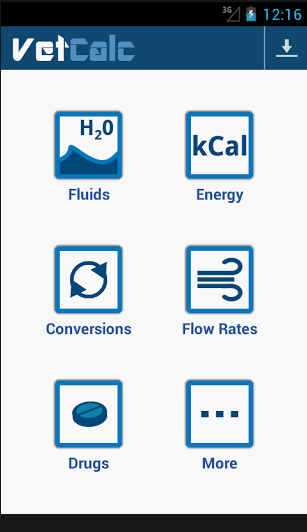 3G 12:16
VetCalc
H₂0 kCal
Fluids Energy
Conversions Flow Rates
Drugs More